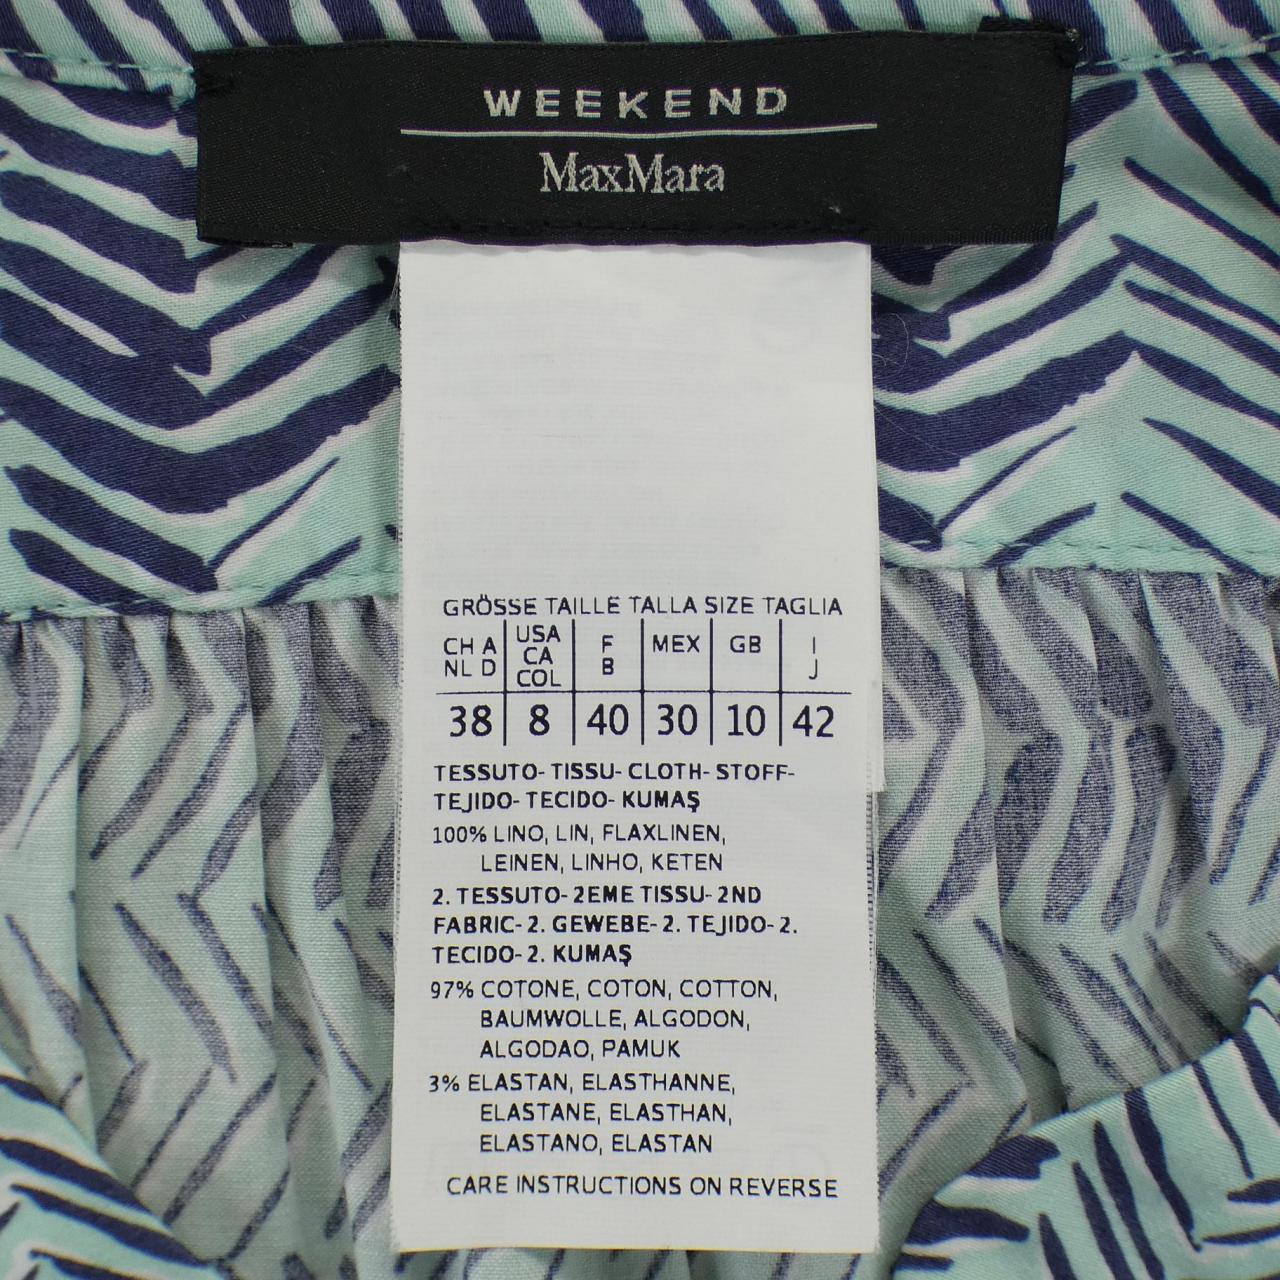 WEEKEND
MaxMara
GRÖSSE TAILLE TALLA SIZE TAGLIA
CH A NL D USA CA COL F B MEX GB I J
38 8 40 30 10 42
TESSUTO- TISSU- CLOTH- STOFF-
TEJIDO- TECIDO- KUMAŞ
100% LINO, LIN, FLAXLINEN,
LEINEN, LINHO, KETEN
2. TESSUTO- 2EME TISSU- 2ND
FABRIC- 2. GEWEBE- 2. TEJIDO- 2.
TECIDO- 2. KUMAŞ
97% COTONE, COTON, COTTON,
BAUMWOLLE, ALGODON,
ALGODAO, PAMUK
3% ELASTAN, ELASTHANNE,
ELASTANE, ELASTHAN,
ELASTANO, ELASTAN
CARE INSTRUCTIONS ON REVERSE